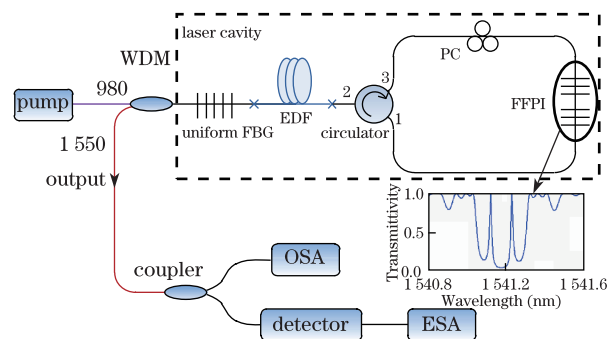 laser cavity
WDM
980
pump
1 550
output
uniform FBG
EDF
2
3
1
circulator
PC
FFPI
coupler
OSA
detector
ESA
Transmittivity
1.0
0.5
0.0
1 540.8
1 541.2
1 541.6
Wavelength (nm)